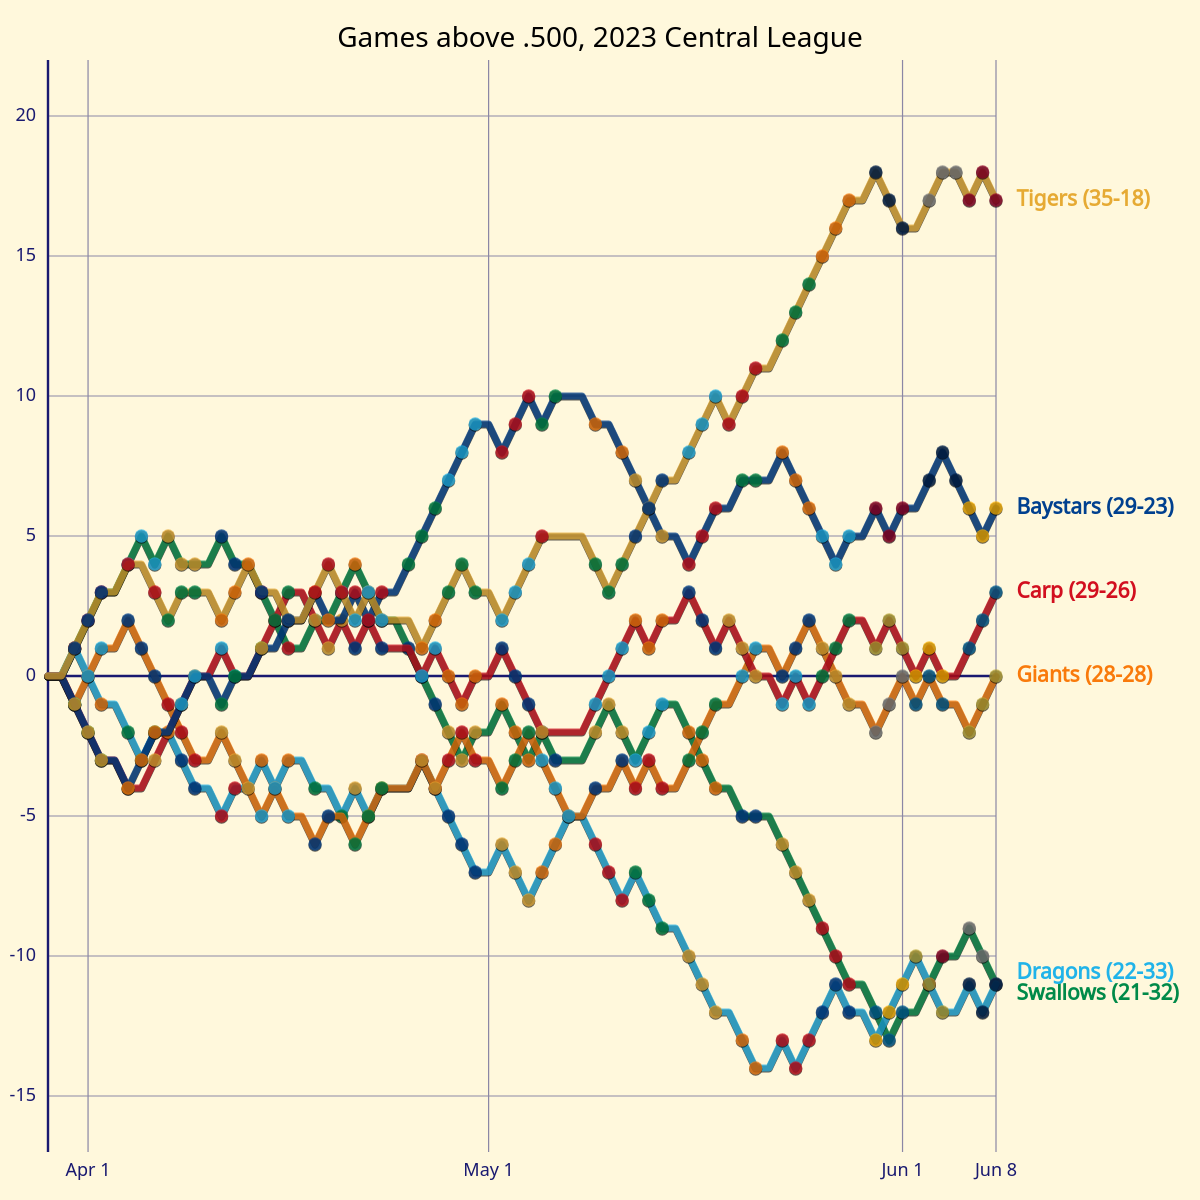 Games above .500, 2023 Central League
20
15
10
5
0
-5
-10
-15
Tigers (35-18)
Baystars (29-23)
Carp (29-26)
Giants (28-28)
Dragons (22-33)
Swallows (21-32)
Apr 1
May 1
Jun 1
Jun 8